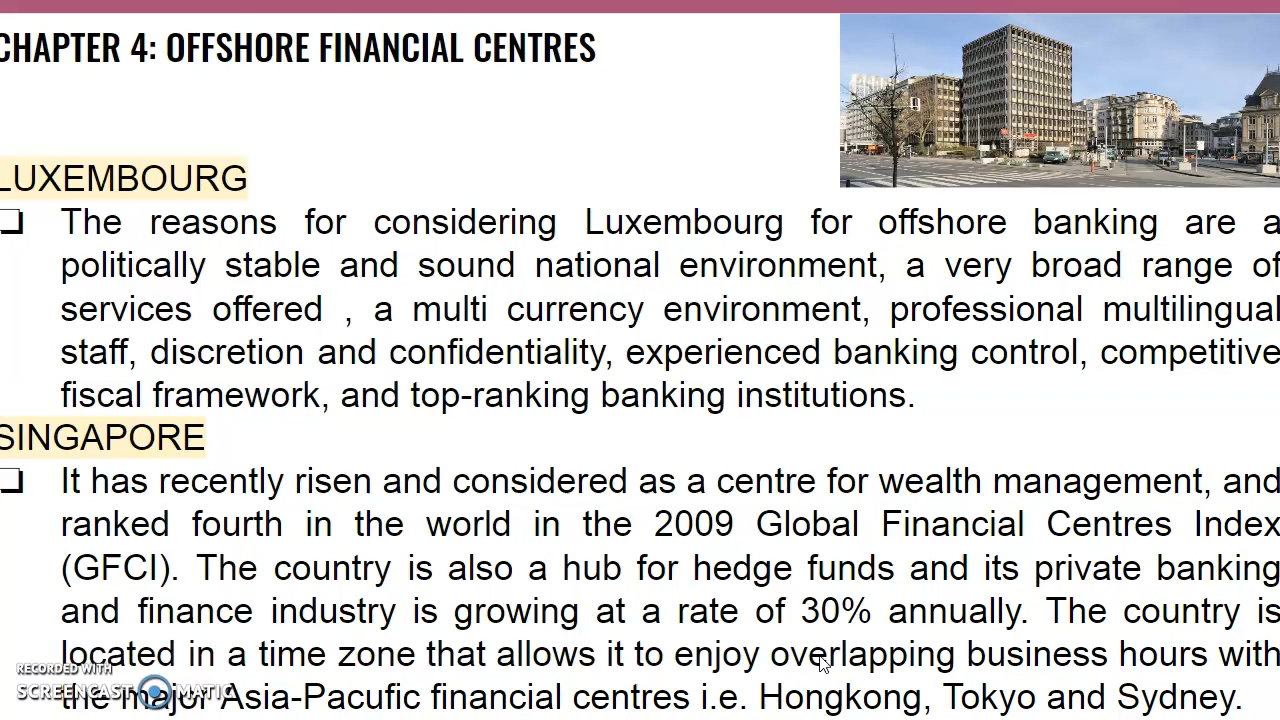 CHAPTER 4: OFFSHORE FINANCIAL CENTRES
LUXEMBOURG
The reasons for considering Luxembourg for offshore banking are a
politically stable and sound national environment, a very broad range of
services offered , a multi currency environment, professional multilingual
staff, discretion and confidentiality, experienced banking control, competitive
fiscal framework, and top-ranking banking institutions.
SINGAPORE
It has recently risen and considered as a centre for wealth management, and
ranked fourth in the world in the 2009 Global Financial Centres Index
(GFCI). The country is also a hub for hedge funds and its private banking
and finance industry is growing at a rate of 30% annually. The country is
located in a time zone that allows it to enjoy overlapping business hours with
the major Asia-Pacufic financial centres i.e. Hongkong, Tokyo and Sydney.
RECORDED WITH
SCREENCAST MATIC